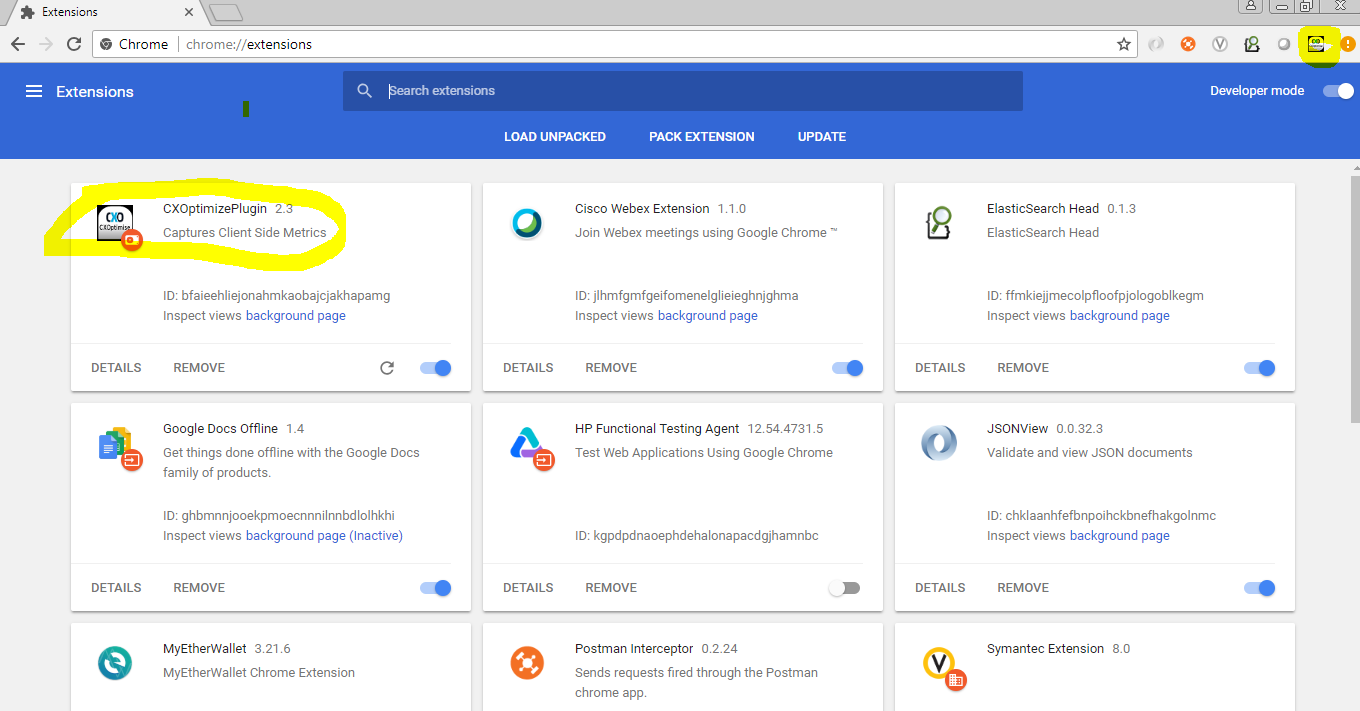 Extensions
Chrome chrome://extensions
Extensions
Search extensions
Developer mode
LOAD UNPACKED PACK EXTENSION UPDATE
CXOptimizePlugin 2.3
CXO
CXOptimise
Captures Client Side Metrics
ID: bfaieehliejonahmkaobajcjakhapamg
Inspect views background page
DETAILS REMOVE
Cisco Webex Extension 1.1.0
Join Webex meetings using Google Chrome ™
ID: jlhmfgmfgeifomenelglieieghnjghma
Inspect views background page
DETAILS REMOVE
ElasticSearch Head 0.1.3
ElasticSearch Head
ID: ffmkiejjmecolpfloofpjologoblkegm
Inspect views background page
DETAILS REMOVE
Google Docs Offline 1.4
Get things done offline with the Google Docs
family of products.
ID: ghbmnnjooekpmoecnnnilnnbdlolhkhi
Inspect views background page (Inactive)
DETAILS REMOVE
HP Functional Testing Agent 12.54.4731.5
Test Web Applications Using Google Chrome
ID: kgpdpdnaoephdehalonapacdgjhamnbc
DETAILS REMOVE
JSONView 0.0.32.3
Validate and view JSON documents
ID: chklaanhfefbnpoihckbnefhakgolnmc
Inspect views background page
DETAILS REMOVE
MyEtherWallet 3.21.6
MyEtherWallet Chrome Extension
Postman Interceptor 0.2.24
Sends requests fired through the Postman
chrome app.
Symantec Extension 8.0